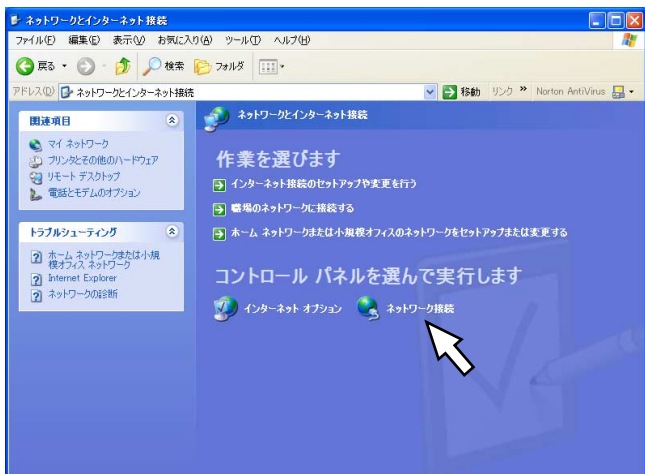 ネットワークとインターネット接続
ファイル(F) 編集(E) 表示(V) お気に入り(A) ツール(T) ヘルプ(H)
戻る 検索 フォルダ
アドレス(D) ネットワークとインターネット接続 移動 リンク » Norton AntiVirus
関連項目
マイ ネットワーク
プリンタとその他のハードウェア
リモート デスクトップ
電話とモデムのオプション
トラブルシューティング
ホーム ネットワークまたは小規
模オフィス ネットワーク
Internet Explorer
ネットワークの診断
ネットワークとインターネット接続
作業を選びます
インターネット接続のセットアップや変更を行う
職場のネットワークに接続する
ホーム ネットワークまたは小規模オフィスのネットワークをセットアップまたは変更する
コントロール パネルを選んで実行します
インターネット オプション ネットワーク接続